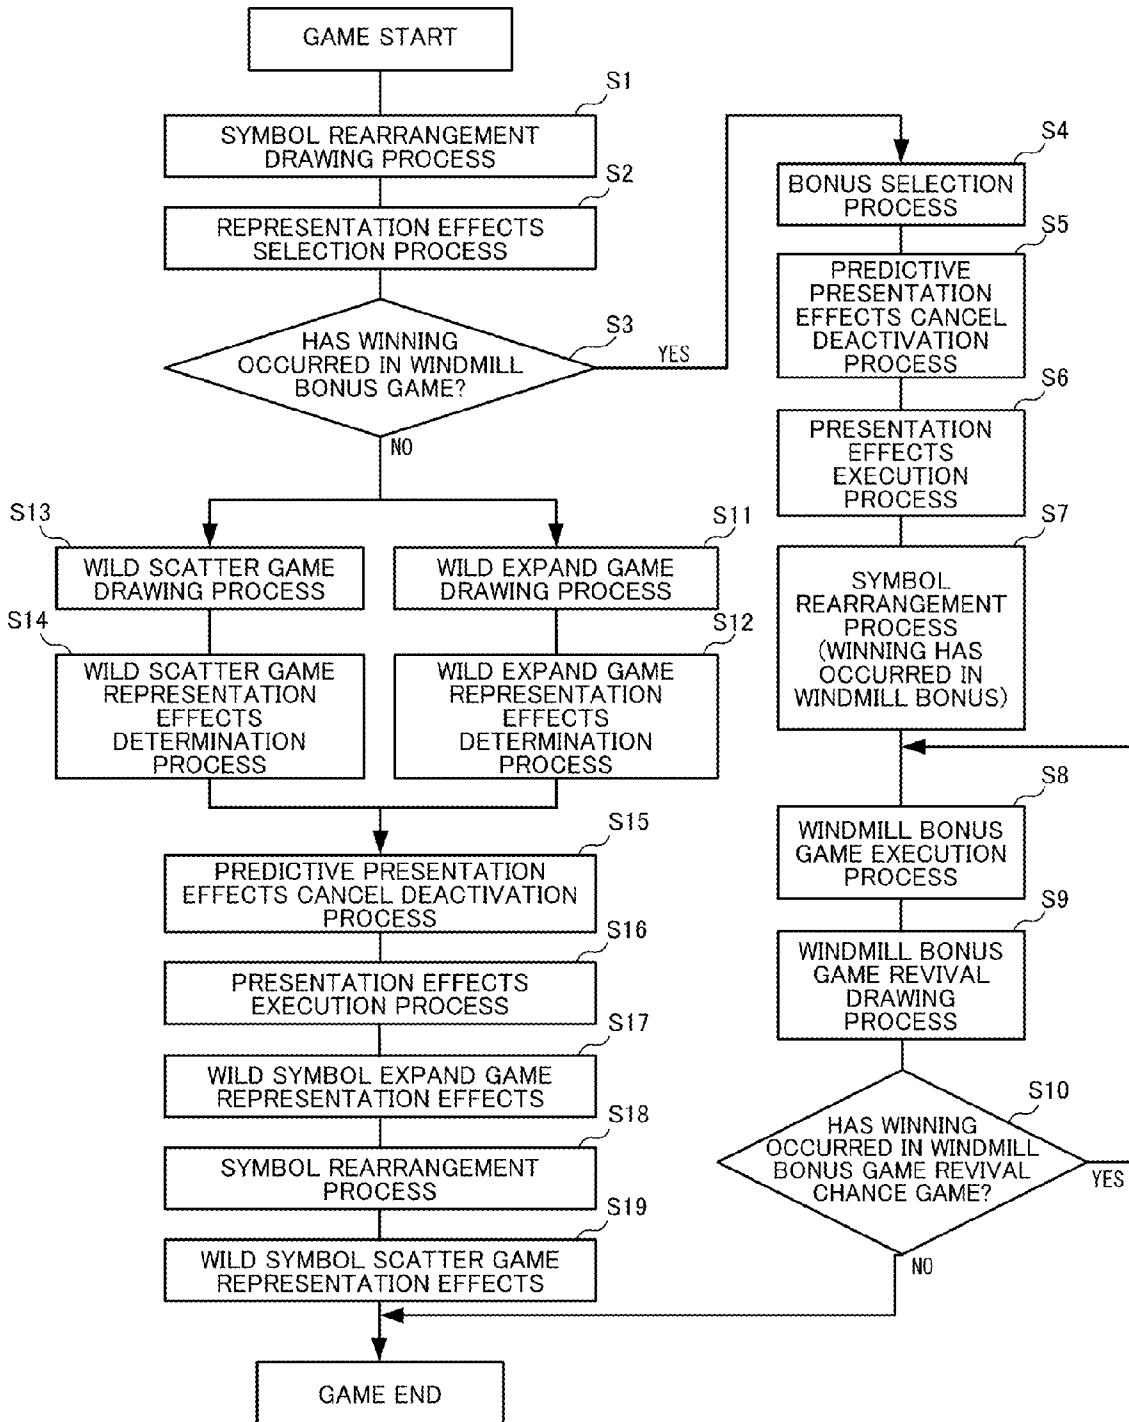 GAME START
S1
SYMBOL REARRANGEMENT
DRAWING PROCESS
S2
REPRESENTATION EFFECTS
SELECTION PROCESS
S3
HAS WINNING
OCCURRED IN WINDMILL
BONUS GAME?
YES
NO
S4
BONUS SELECTION
PROCESS
S5
PREDICTIVE
PRESENTATION
EFFECTS CANCEL
DEACTIVATION
PROCESS
S6
PRESENTATION
EFFECTS
EXECUTION
PROCESS
S7
SYMBOL
REARRANGEMENT
PROCESS
(WINNING HAS
OCCURRED IN
WINDMILL BONUS)
S8
WINDMILL BONUS
GAME EXECUTION
PROCESS
S9
WINDMILL BONUS
GAME REVIVAL
DRAWING
PROCESS
S10
HAS WINNING
OCCURRED IN WINDMILL
BONUS GAME REVIVAL
CHANCE GAME?
YES
NO
S13
WILD SCATTER GAME
DRAWING PROCESS
S11
WILD EXPAND GAME
DRAWING PROCESS
S14
WILD SCATTER GAME
REPRESENTATION
EFFECTS
DETERMINATION
PROCESS
S12
WILD EXPAND GAME
REPRESENTATION
EFFECTS
DETERMINATION
PROCESS
S15
PREDICTIVE PRESENTATION
EFFECTS CANCEL DEACTIVATION
PROCESS
S16
PRESENTATION EFFECTS
EXECUTION PROCESS
S17
WILD SYMBOL EXPAND GAME
REPRESENTATION EFFECTS
S18
SYMBOL REARRANGEMENT
PROCESS
S19
WILD SYMBOL SCATTER GAME
REPRESENTATION EFFECTS
GAME END